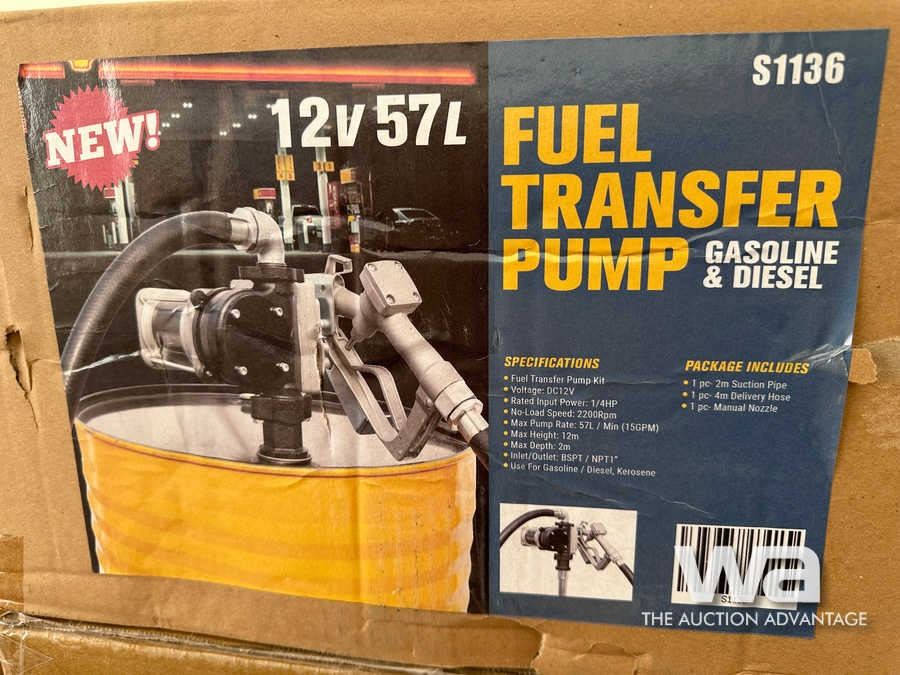 NEW!
12V 57L
S1136
FUEL
TRANSFER
PUMP
GASOLINE
& DIESEL
SPECIFICATIONS
• Fuel Transfer Pump Kit
• Voltage: DC12V
• Rated Input Power: 1/4HP
• No-Load Speed: 2200Rpm
• Max Pump Rate: 57L / Min (15GPM)
• Max Height: 12m
• Max Depth: 2m
• Inlet/Outlet: BSPT / NPT1"
• Use For Gasoline / Diesel, Kerosene
PACKAGE INCLUDES
• 1 pc- 2m Suction Pipe
• 1 pc- 4m Delivery Hose
• 1 pc- Manual Nozzle
wa
THE AUCTION ADVANTAGE